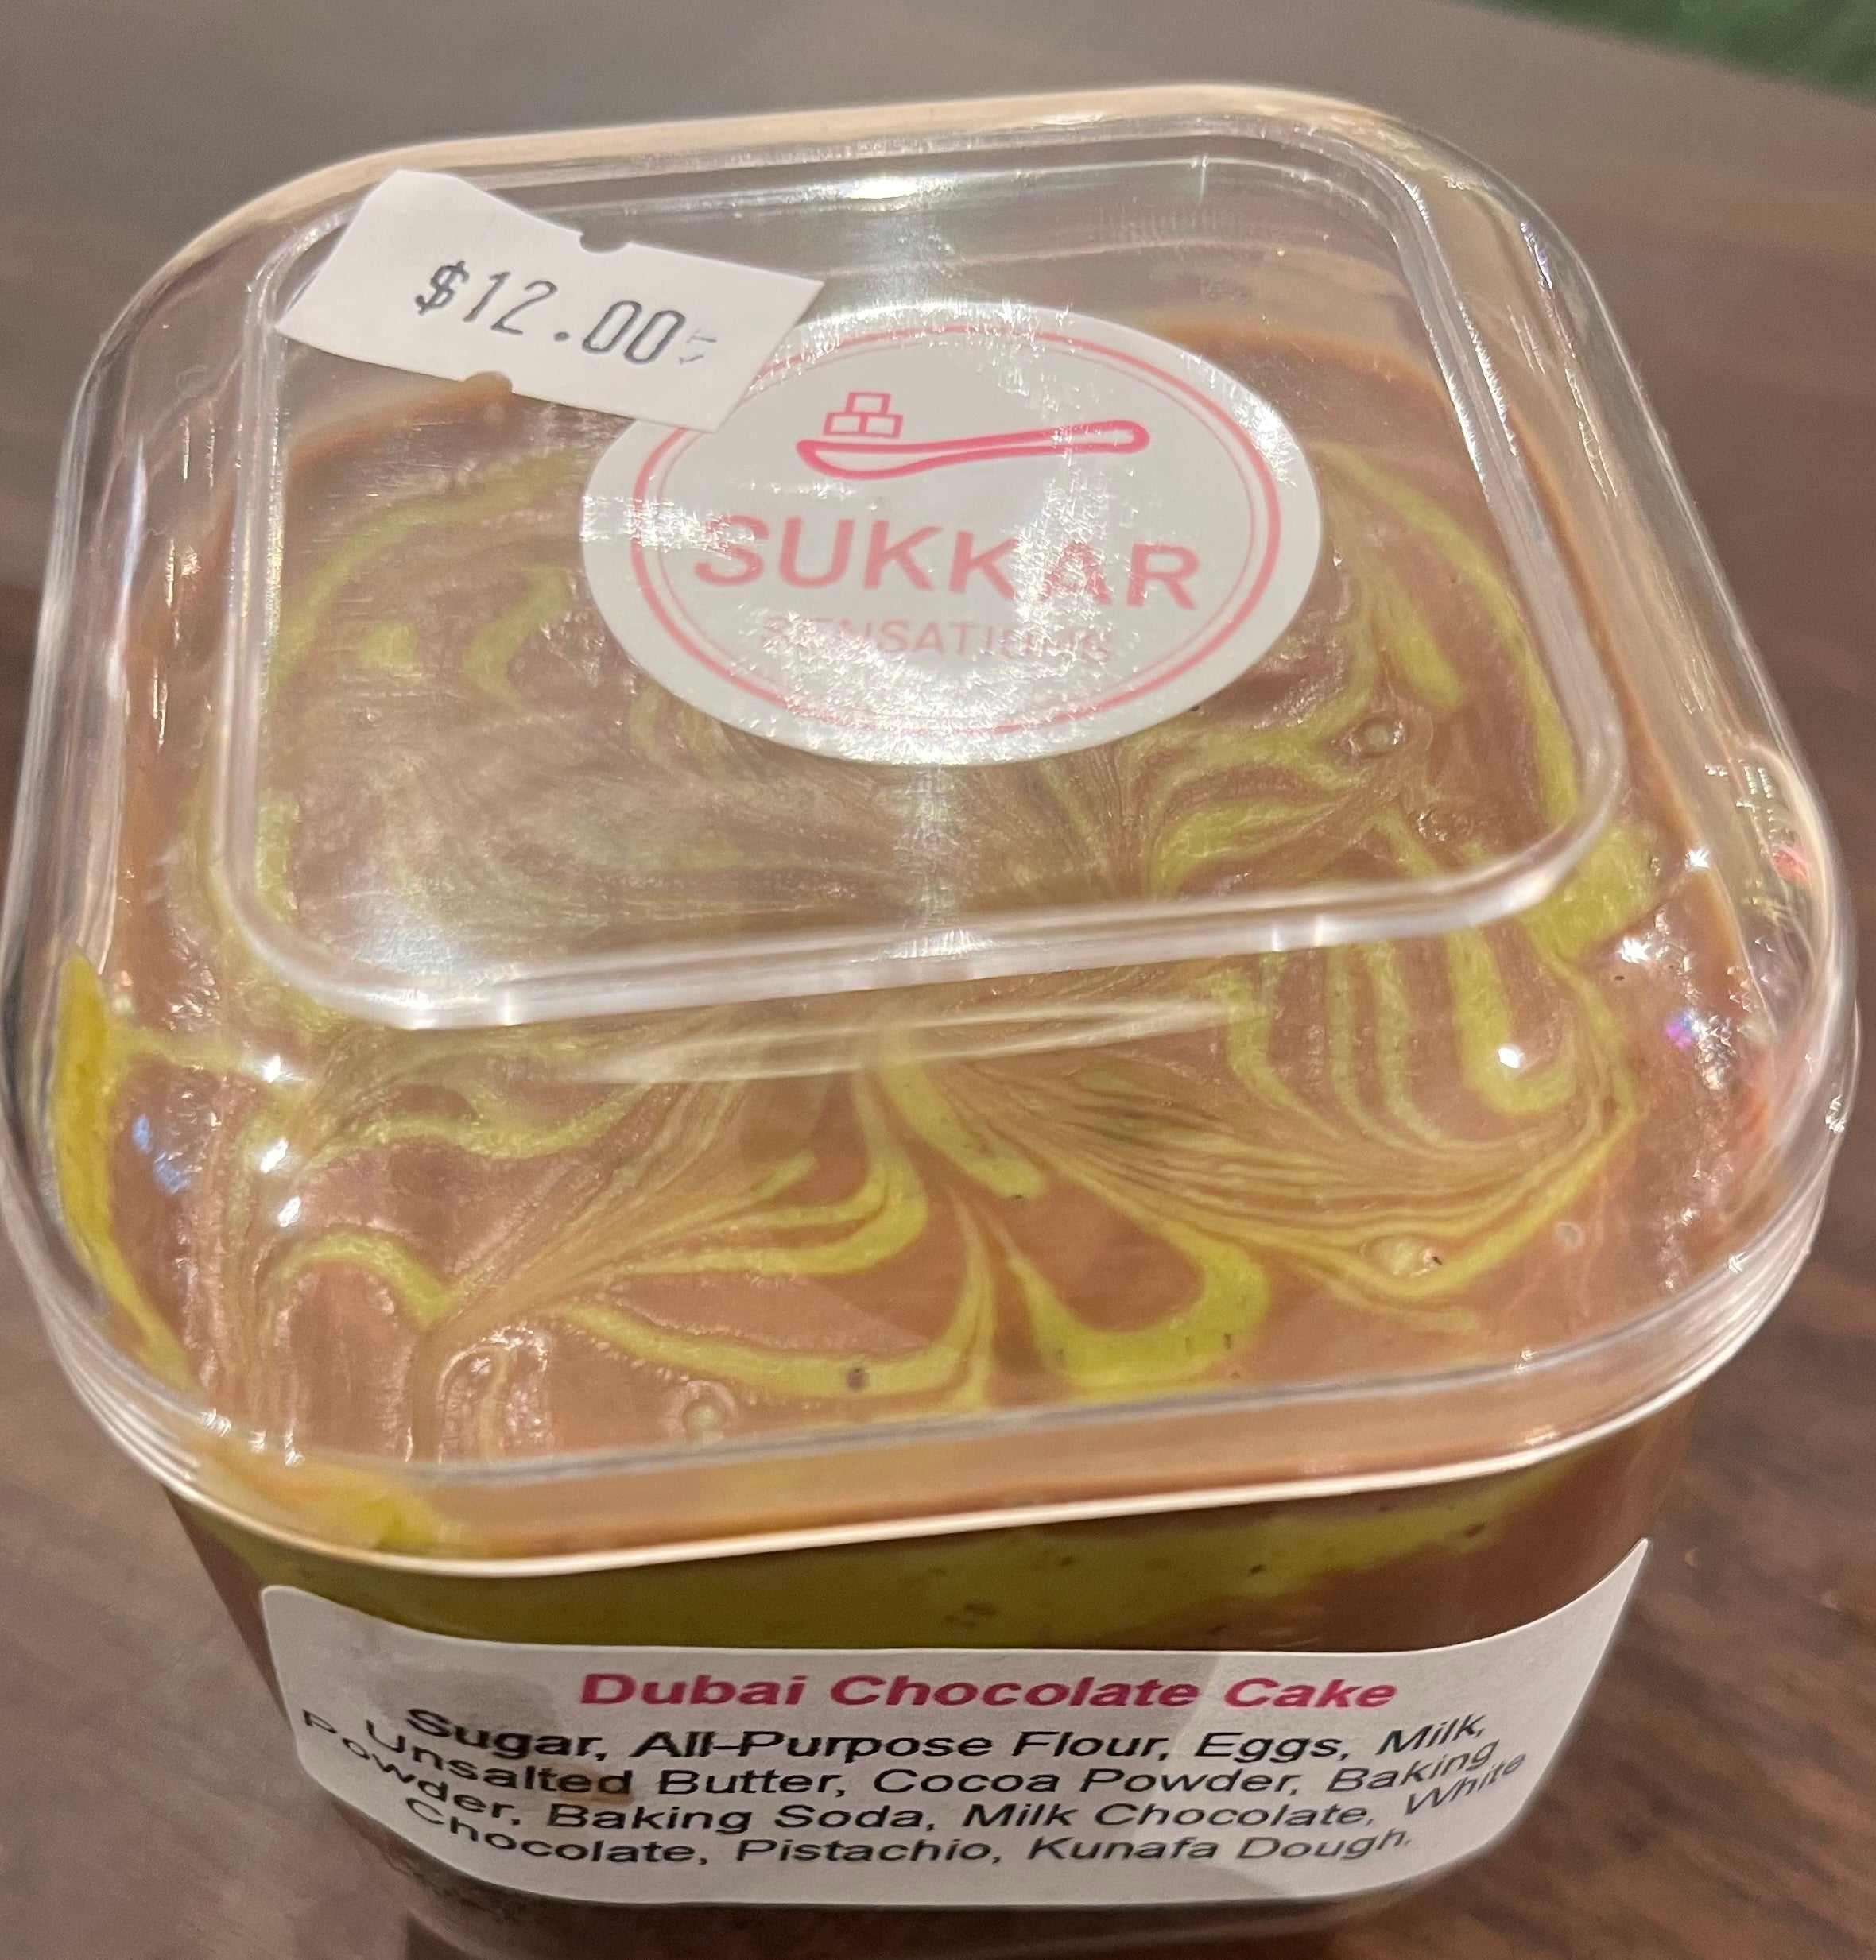 $12.00
SUKKAR
SENSATIONS
Dubai Chocolate Cake
Sugar, All-Purpose Flour, Eggs, Milk,
Unsalted Butter, Cocoa Powder, Baking
Powder, Baking Soda, Milk Chocolate, White
Chocolate, Pistachio, Kunafa Dough.